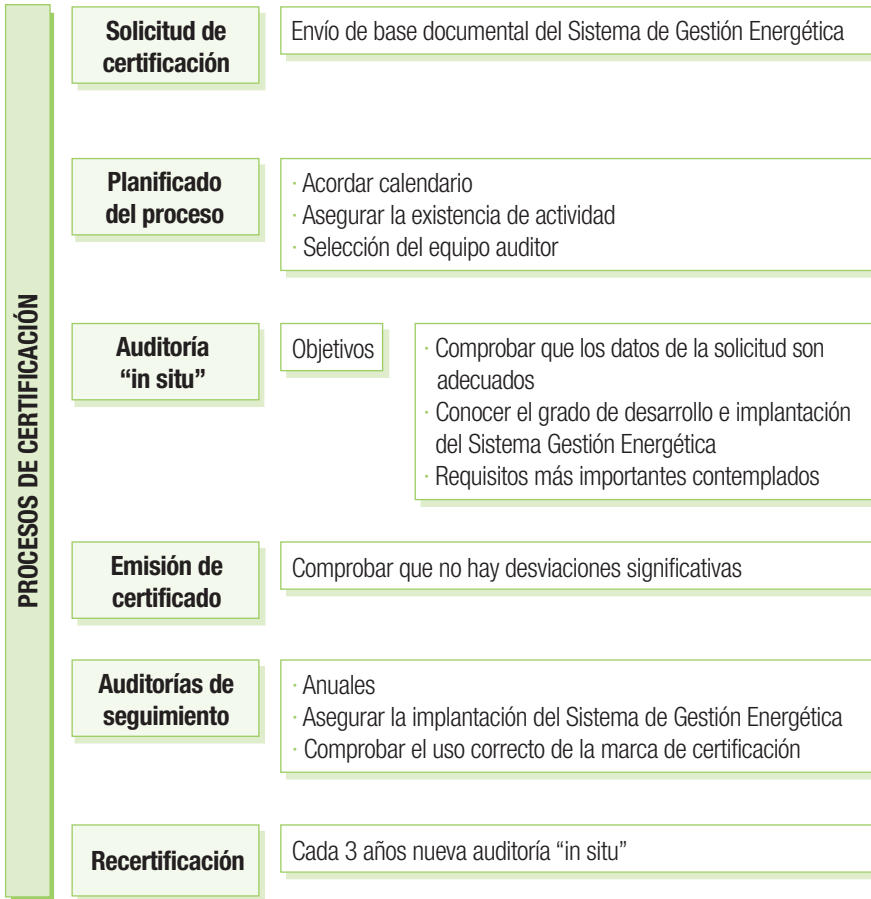 PROCESOS DE CERTIFICACIÓN
Solicitud de
certificación
Envío de base documental del Sistema de Gestión Energética
Planificado
del proceso
· Acordar calendario
· Asegurar la existencia de actividad
· Selección del equipo auditor
Auditoría
“in situ”
Objetivos
· Comprobar que los datos de la solicitud son
adecuados
· Conocer el grado de desarrollo e implantación
del Sistema Gestión Energética
· Requisitos más importantes contemplados
Emisión de
certificado
Comprobar que no hay desviaciones significativas
Auditorías de
seguimiento
· Anuales
· Asegurar la implantación del Sistema de Gestión Energética
· Comprobar el uso correcto de la marca de certificación
Recertificación
Cada 3 años nueva auditoría “in situ”